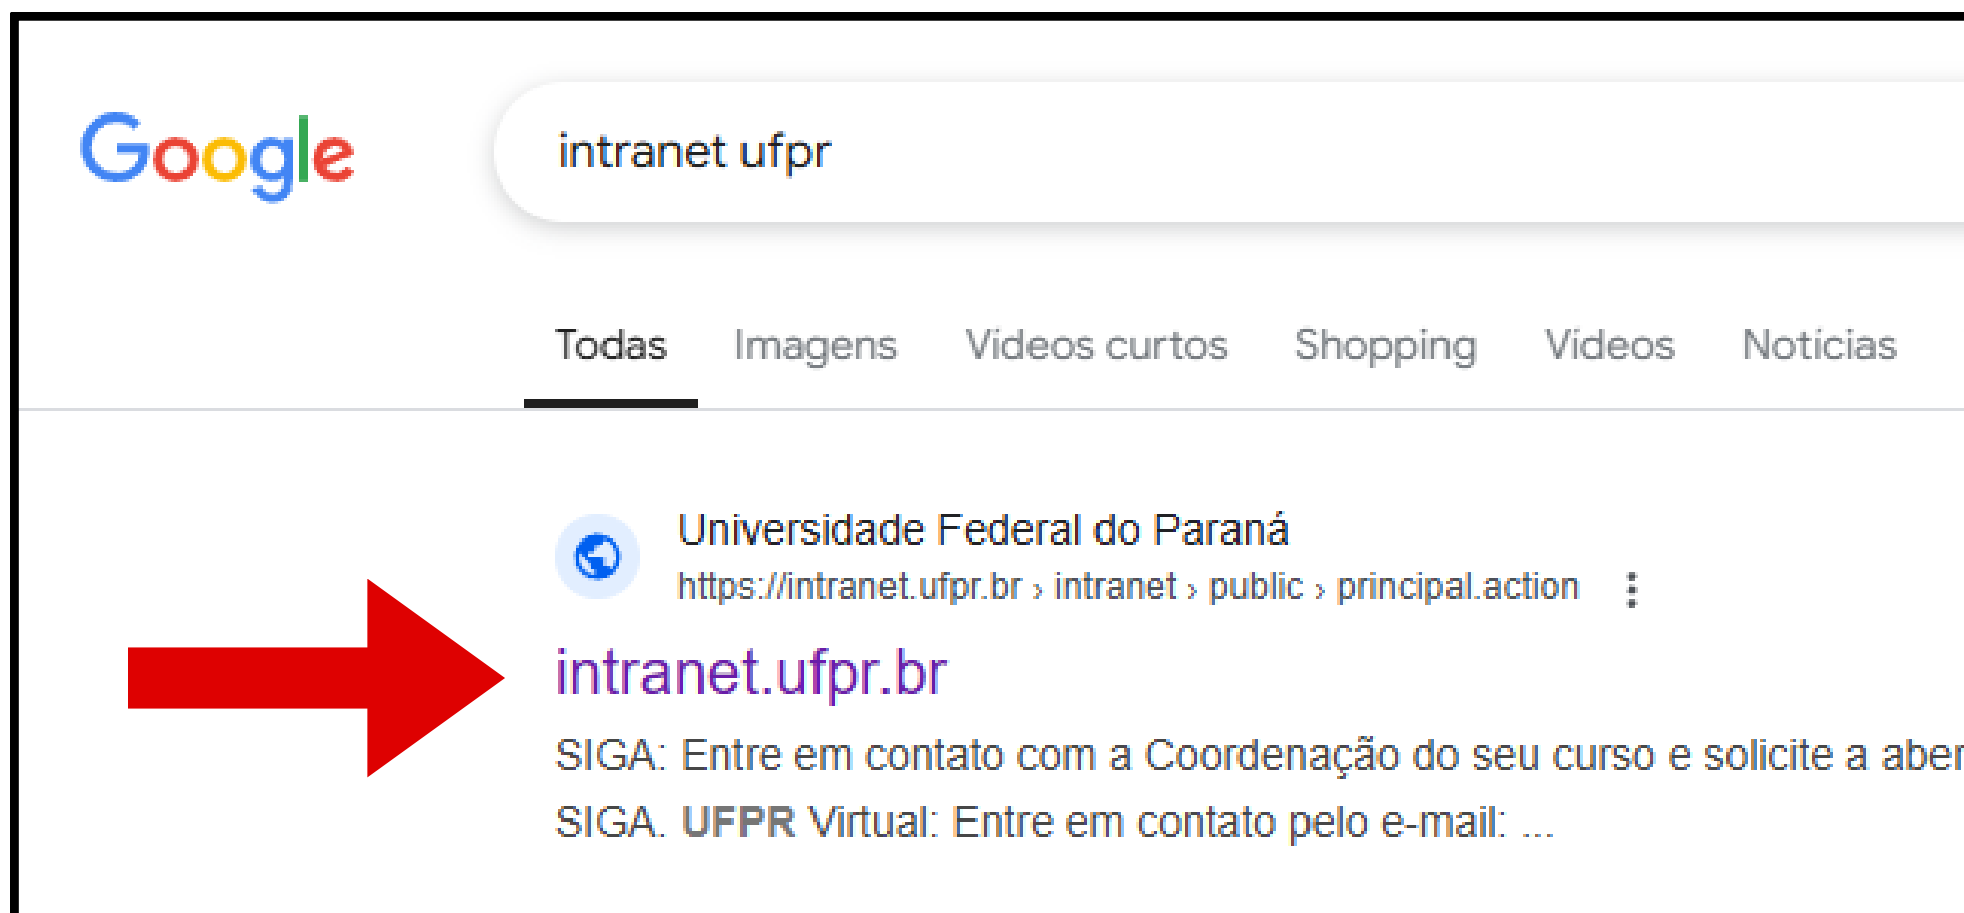 Google
intranet ufpr
Todas Imagens Vídeos curtos Shopping Vídeos Notícias
Universidade Federal do Paraná
https://intranet.ufpr.br › intranet › public › principal.action
intranet.ufpr.br
SIGA: Entre em contato com a Coordenação do seu curso e solicite a aber
SIGA. UFPR Virtual: Entre em contato pelo e-mail: ...